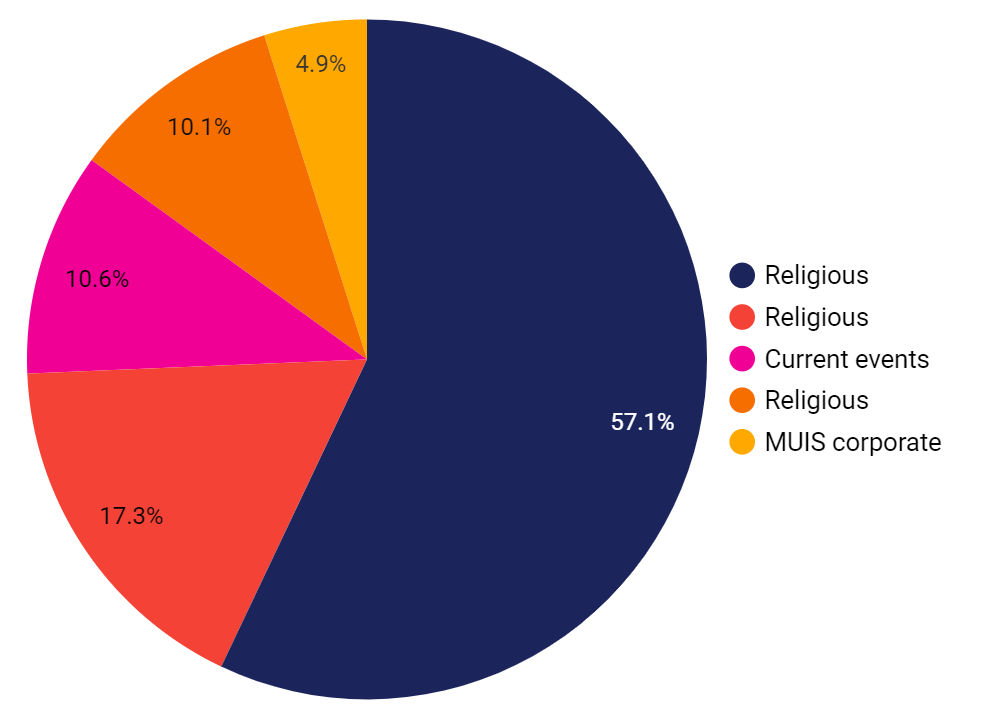 4.9%
10.1%
10.6%
17.3%
57.1%
Religious
Religious
Current events
Religious
MUIS corporate